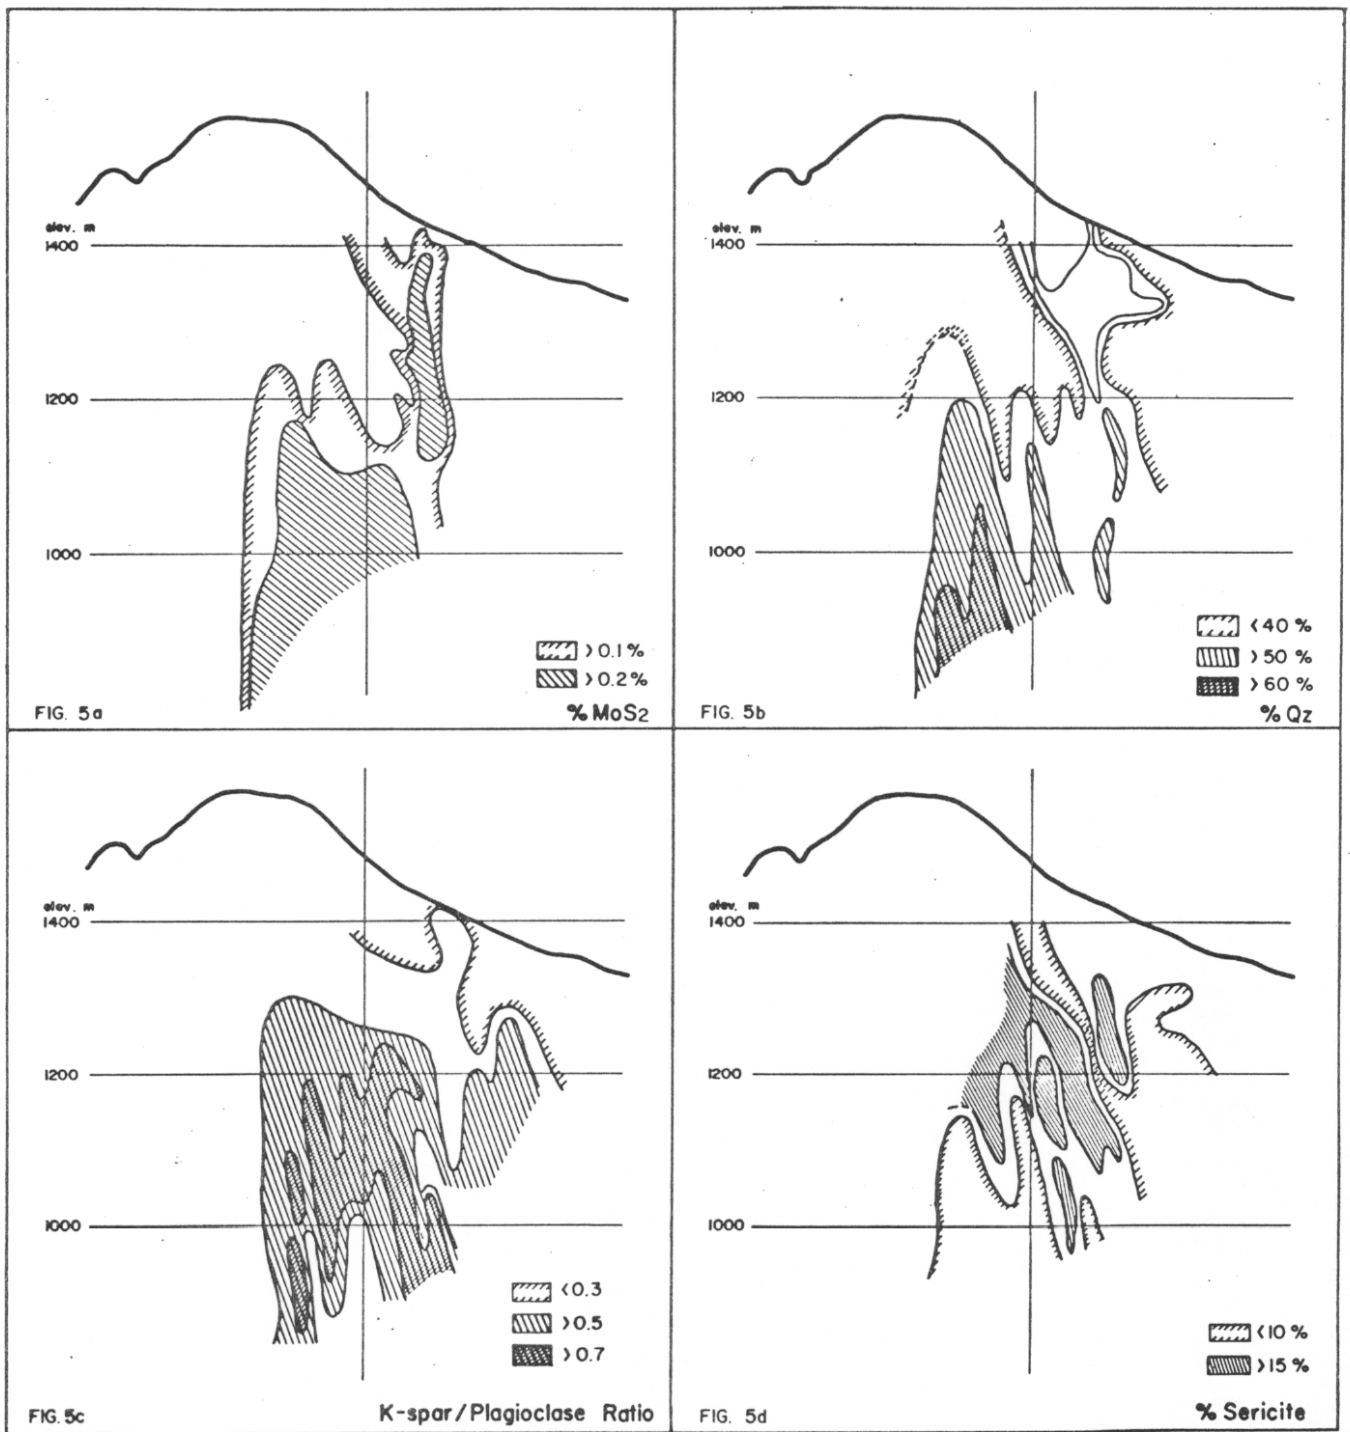 elev. m
1400
1200
1000
>0.1%
>0.2%
FIG. 5a
% MoS2
elev. m
1400
1200
1000
<40%
>50%
>60%
FIG. 5b
% Qz
elev. m
1400
1200
1000
<0.3
>0.5
>0.7
FIG. 5c
K-spar/Plagioclase Ratio
elev. m
1400
1200
1000
<10%
>15%
FIG. 5d
% Sericite